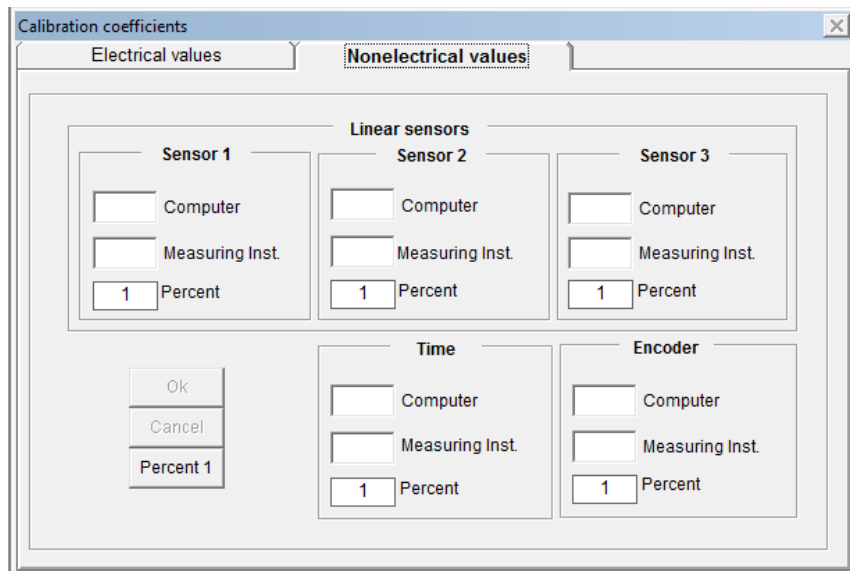 Calibration coefficients
Electrical values
Nonelectrical values
Linear sensors
Sensor 1
Computer
Measuring Inst.
1 Percent
Sensor 2
Computer
Measuring Inst.
1 Percent
Sensor 3
Computer
Measuring Inst.
1 Percent
Ok
Cancel
Percent 1
Time
Computer
Measuring Inst.
1 Percent
Encoder
Computer
Measuring Inst.
1 Percent